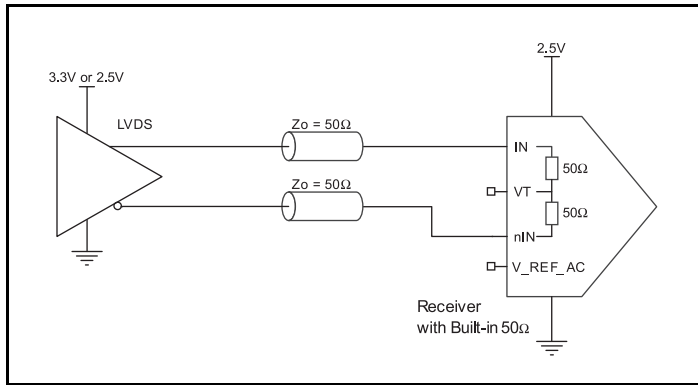 2.5V
3.3V or 2.5V
LVDS
Zo = 50Ω
IN
50Ω
Zo = 50Ω
VT
50Ω
nIN
V_REF_AC
Receiver
with Built-in 50Ω